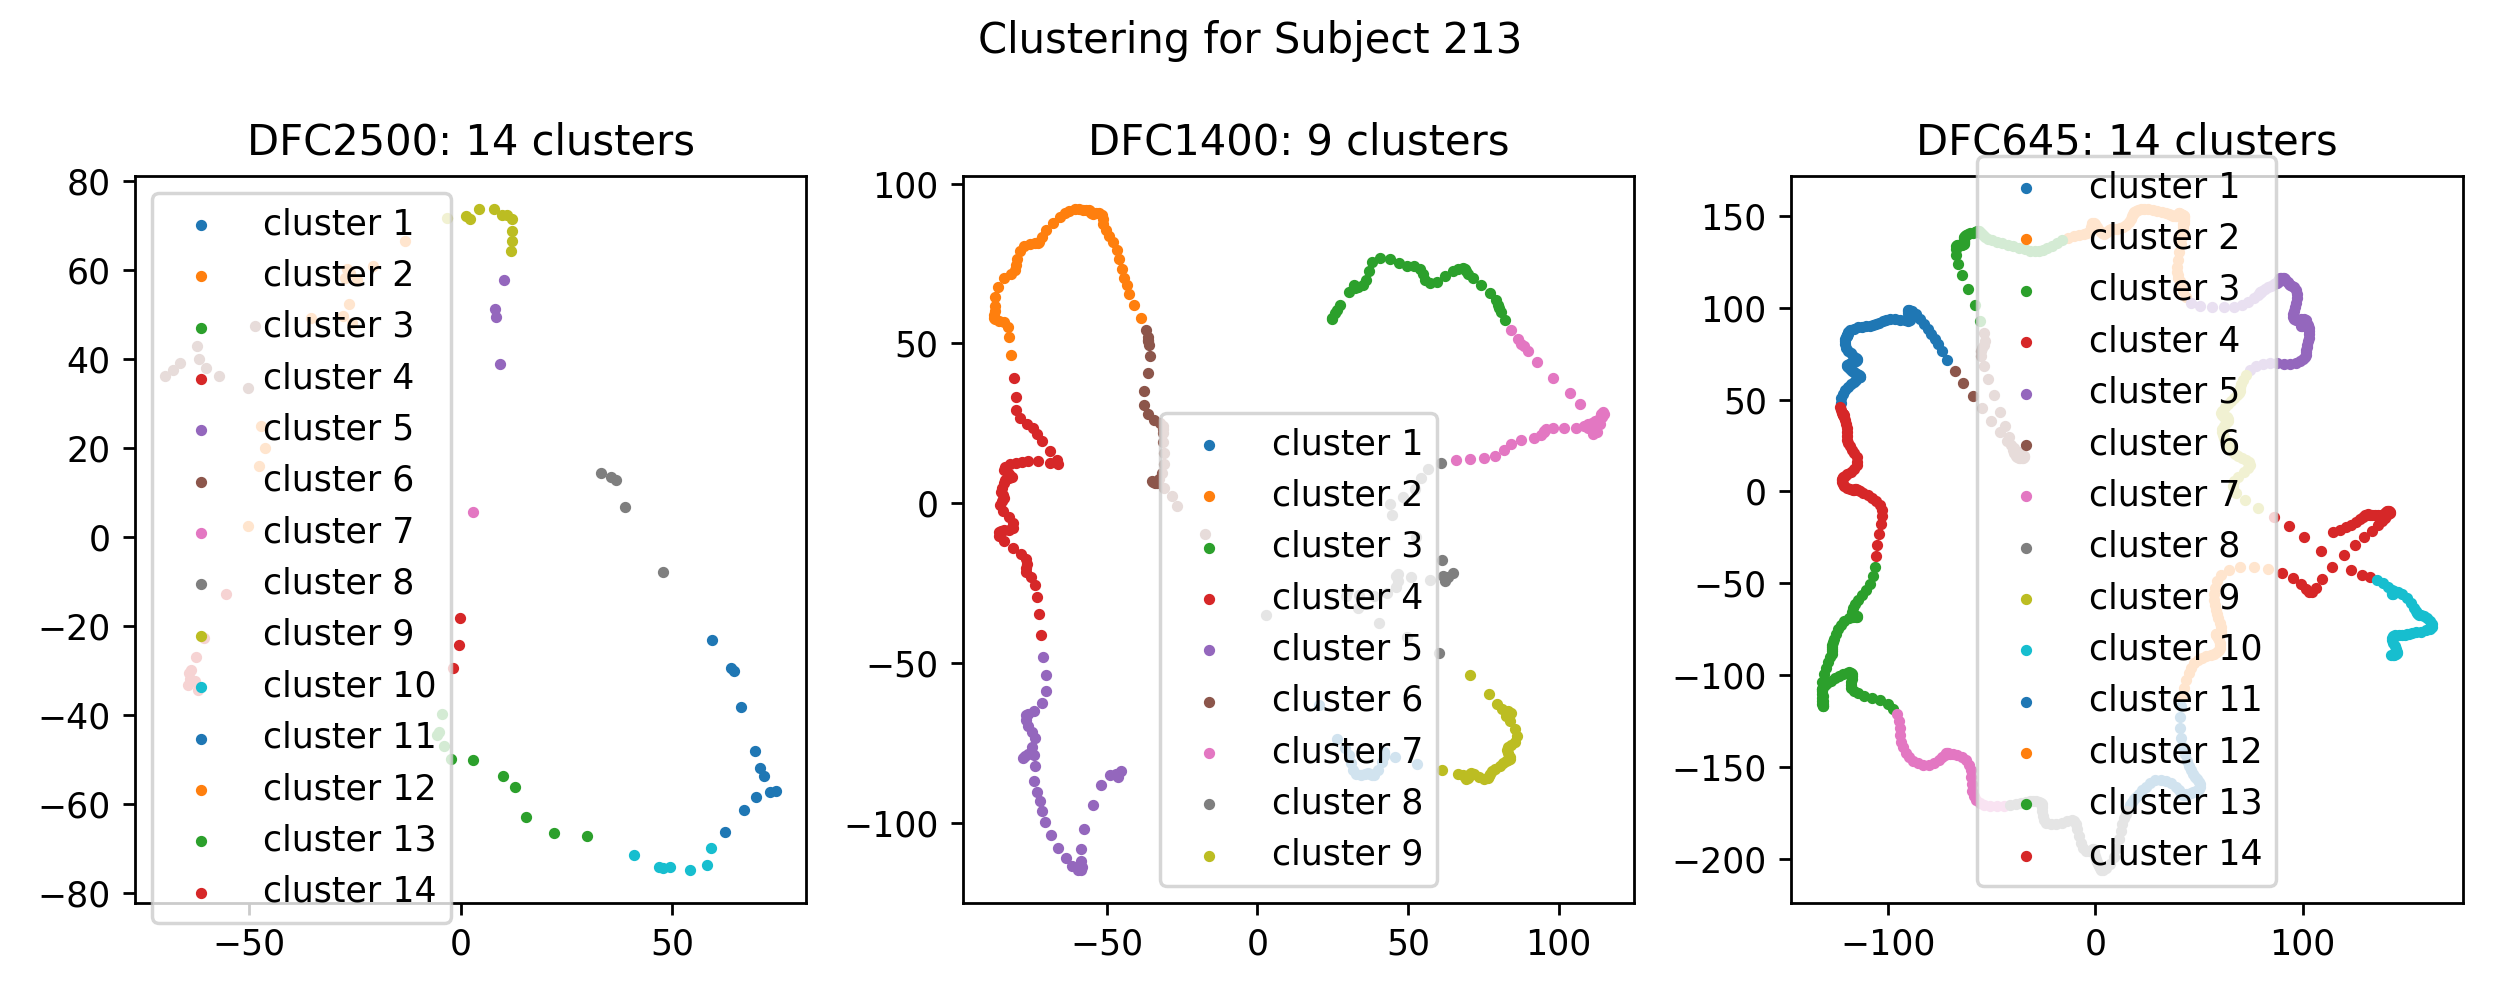 Clustering for Subject 213
DFC2500: 14 clusters
80
60
40
20
0
−20
−40
−60
−80
−50
0
50
cluster 1
cluster 2
cluster 3
cluster 4
cluster 5
cluster 6
cluster 7
cluster 8
cluster 9
cluster 10
cluster 11
cluster 12
cluster 13
cluster 14
DFC1400: 9 clusters
100
50
0
−50
−100
−50
0
50
100
cluster 1
cluster 2
cluster 3
cluster 4
cluster 5
cluster 6
cluster 7
cluster 8
cluster 9
DFC645: 14 clusters
150
100
50
0
−50
−100
−150
−200
−100
0
100
cluster 1
cluster 2
cluster 3
cluster 4
cluster 5
cluster 6
cluster 7
cluster 8
cluster 9
cluster 10
cluster 11
cluster 12
cluster 13
cluster 14